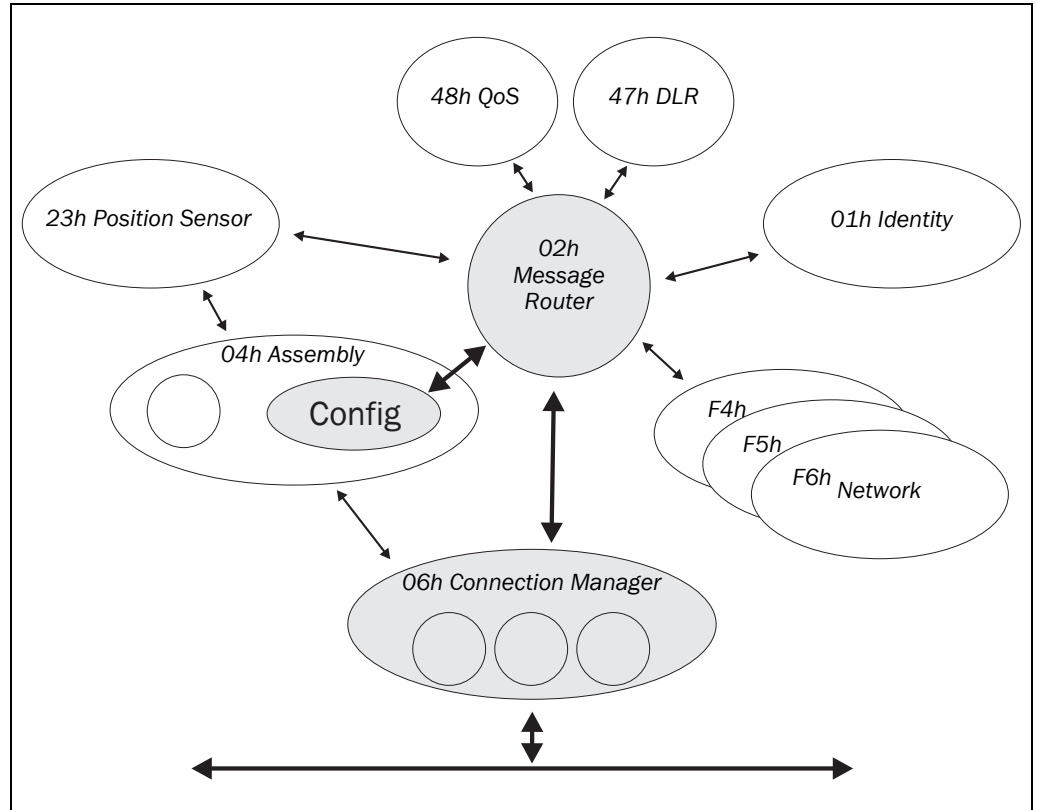 48h QoS
47h DLR
23h Position Sensor
01h Identity
02h
Message
Router
04h Assembly
Config
F4h
F5h
F6h Network
06h Connection Manager